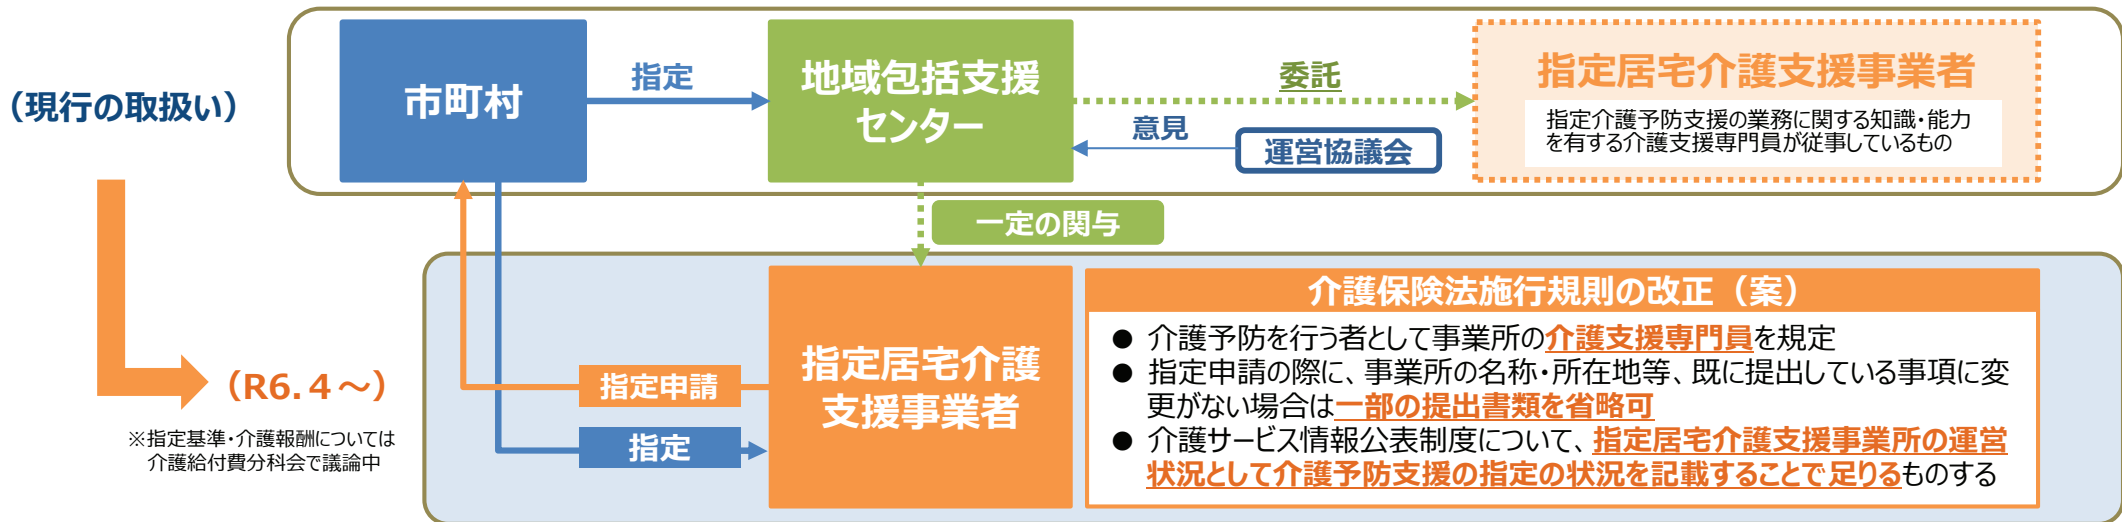 （現行の取扱い）
市町村
指定
地域包括支援
センター
委託
意見
運営協議会
指定居宅介護支援事業者
指定介護予防支援の業務に関する知識・能力
を有する介護支援専門員が従事しているもの
一定の関与
（R6.４～）
※指定基準・介護報酬については
介護給付費分科会で議論中
指定申請
指定
指定居宅介護
支援事業者
介護保険法施行規則の改正（案）
● 介護予防を行う者として事業所の介護支援専門員を規定
● 指定申請の際に、事業所の名称・所在地等、既に提出している事項に変
更がない場合は一部の提出書類を省略可
● 介護サービス情報公表制度について、指定居宅介護支援事業所の運営
状況として介護予防支援の指定の状況を記載することで足りるものする